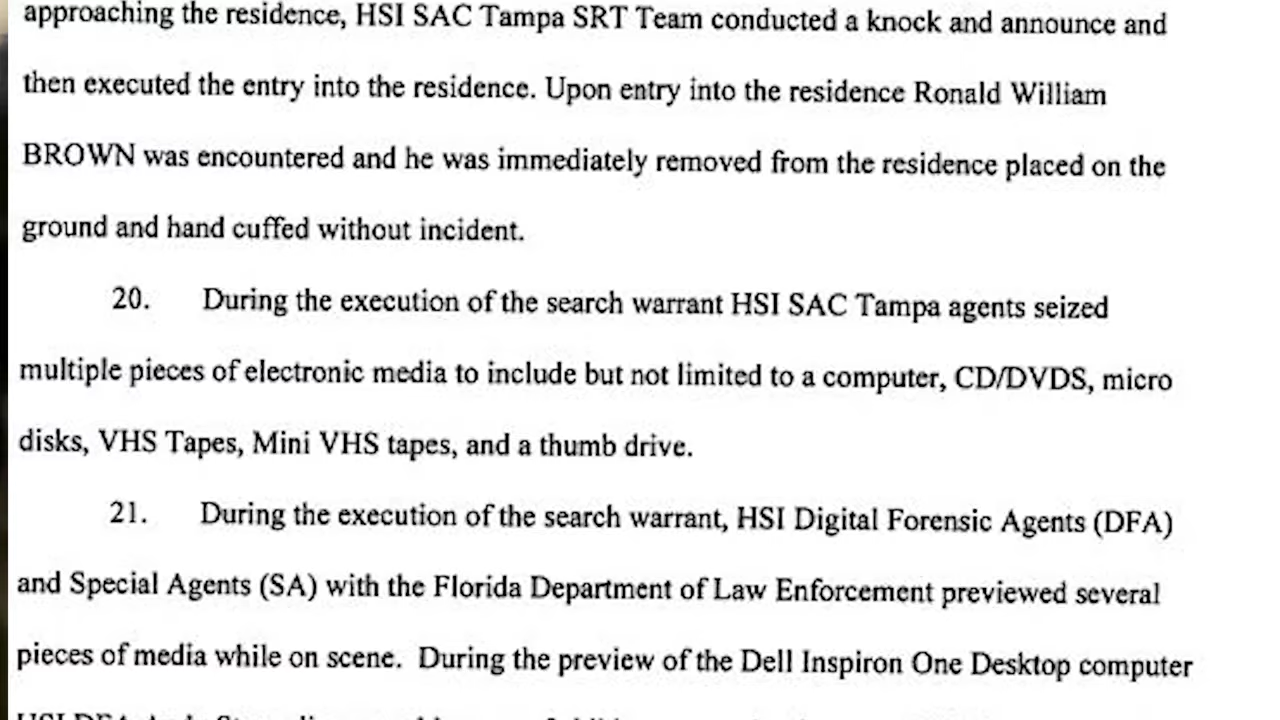 approaching the residence, HSI SAC Tampa SRT Team conducted a knock and announce and
then executed the entry into the residence. Upon entry into the residence Ronald William
BROWN was encountered and he was immediately removed from the residence placed on the
ground and hand cuffed without incident.
20. During the execution of the search warrant HSI SAC Tampa agents seized
multiple pieces of electronic media to include but not limited to a computer, CD/DVDS, micro
disks, VHS Tapes, Mini VHS tapes, and a thumb drive.
21. During the execution of the search warrant, HSI Digital Forensic Agents (DFA)
and Special Agents (SA) with the Florida Department of Law Enforcement previewed several
pieces of media while on scene. During the preview of the Dell Inspiron One Desktop computer